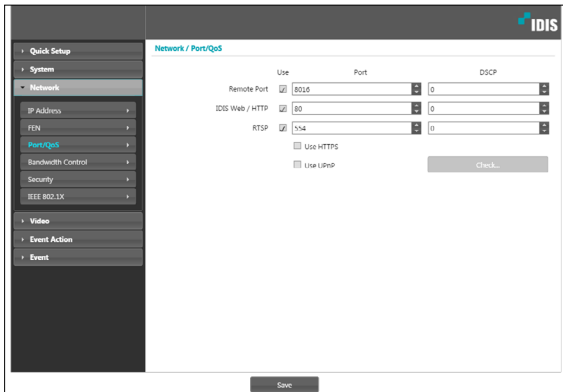 IDIS
Quick Setup
System
Network
IP Address
FEN
Port/QoS
Bandwidth Control
Security
IEEE 802.1X
Video
Event Action
Event
Network / Port/QoS
Use Port DSCP
Remote Port 8016 0
IDIS Web / HTTP 80 0
RTSP 554 0
Use HTTPS
Use UPnP Check...
Save